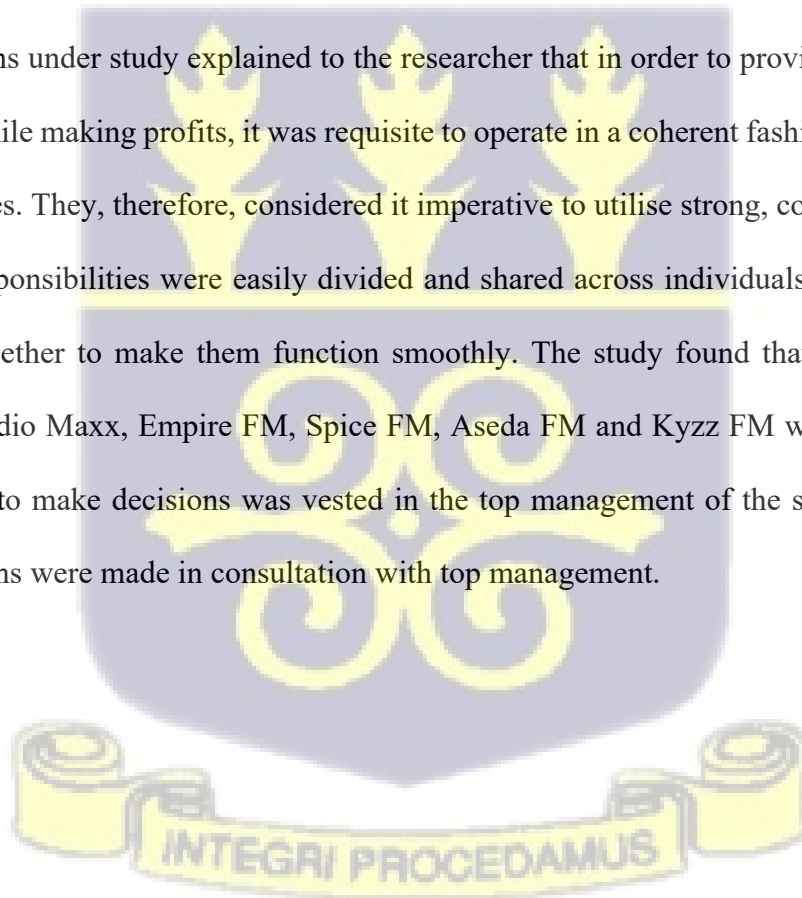 ns under study explained to the researcher that in order to provi
ile making profits, it was requisite to operate in a coherent fashi
es. They, therefore, considered it imperative to utilise strong, co
ponsibilities were easily divided and shared across individuals
gether to make them function smoothly. The study found tha
dio Maxx, Empire FM, Spice FM, Aseda FM and Kyzz FM w
to make decisions was vested in the top management of the s
ns were made in consultation with top management.
INTEGRI PROCEDAMUS